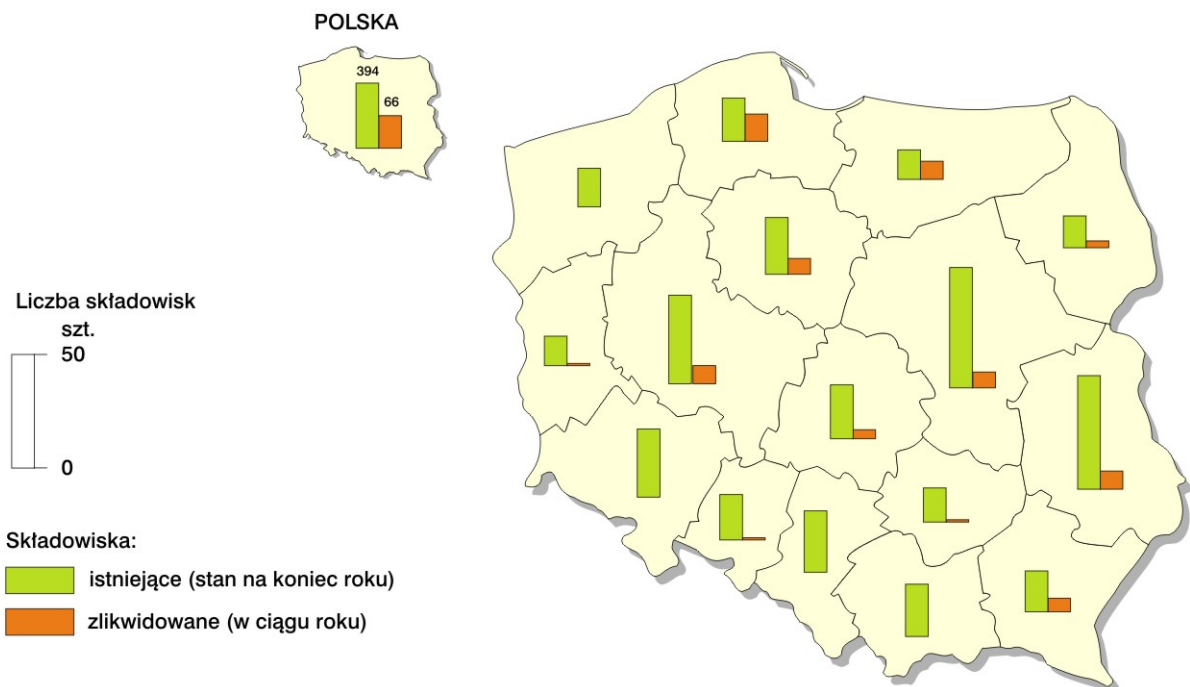 POLSKA
394
66
Liczba składowisk
szt.
50
0
Składowiska:
istniejące (stan na koniec roku)
zlikwidowane (w ciągu roku)